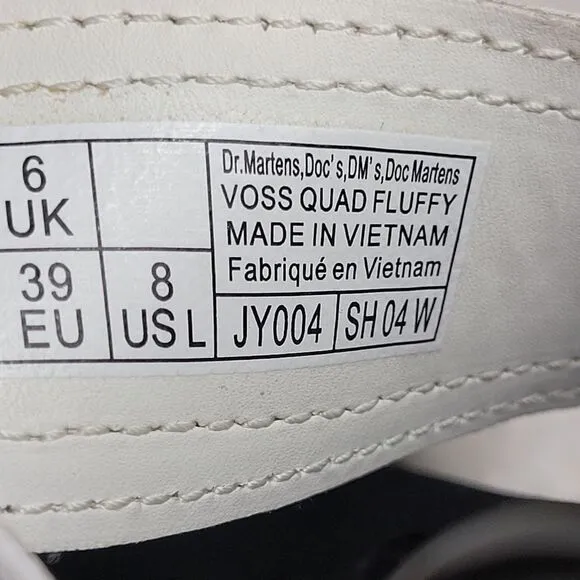 6
UK
39
EU
8
US L
Dr.Martens,Doc's,DM's,Doc Martens
VOSS QUAD FLUFFY
MADE IN VIETNAM
Fabriqué en Vietnam
JY004
SH 04 W